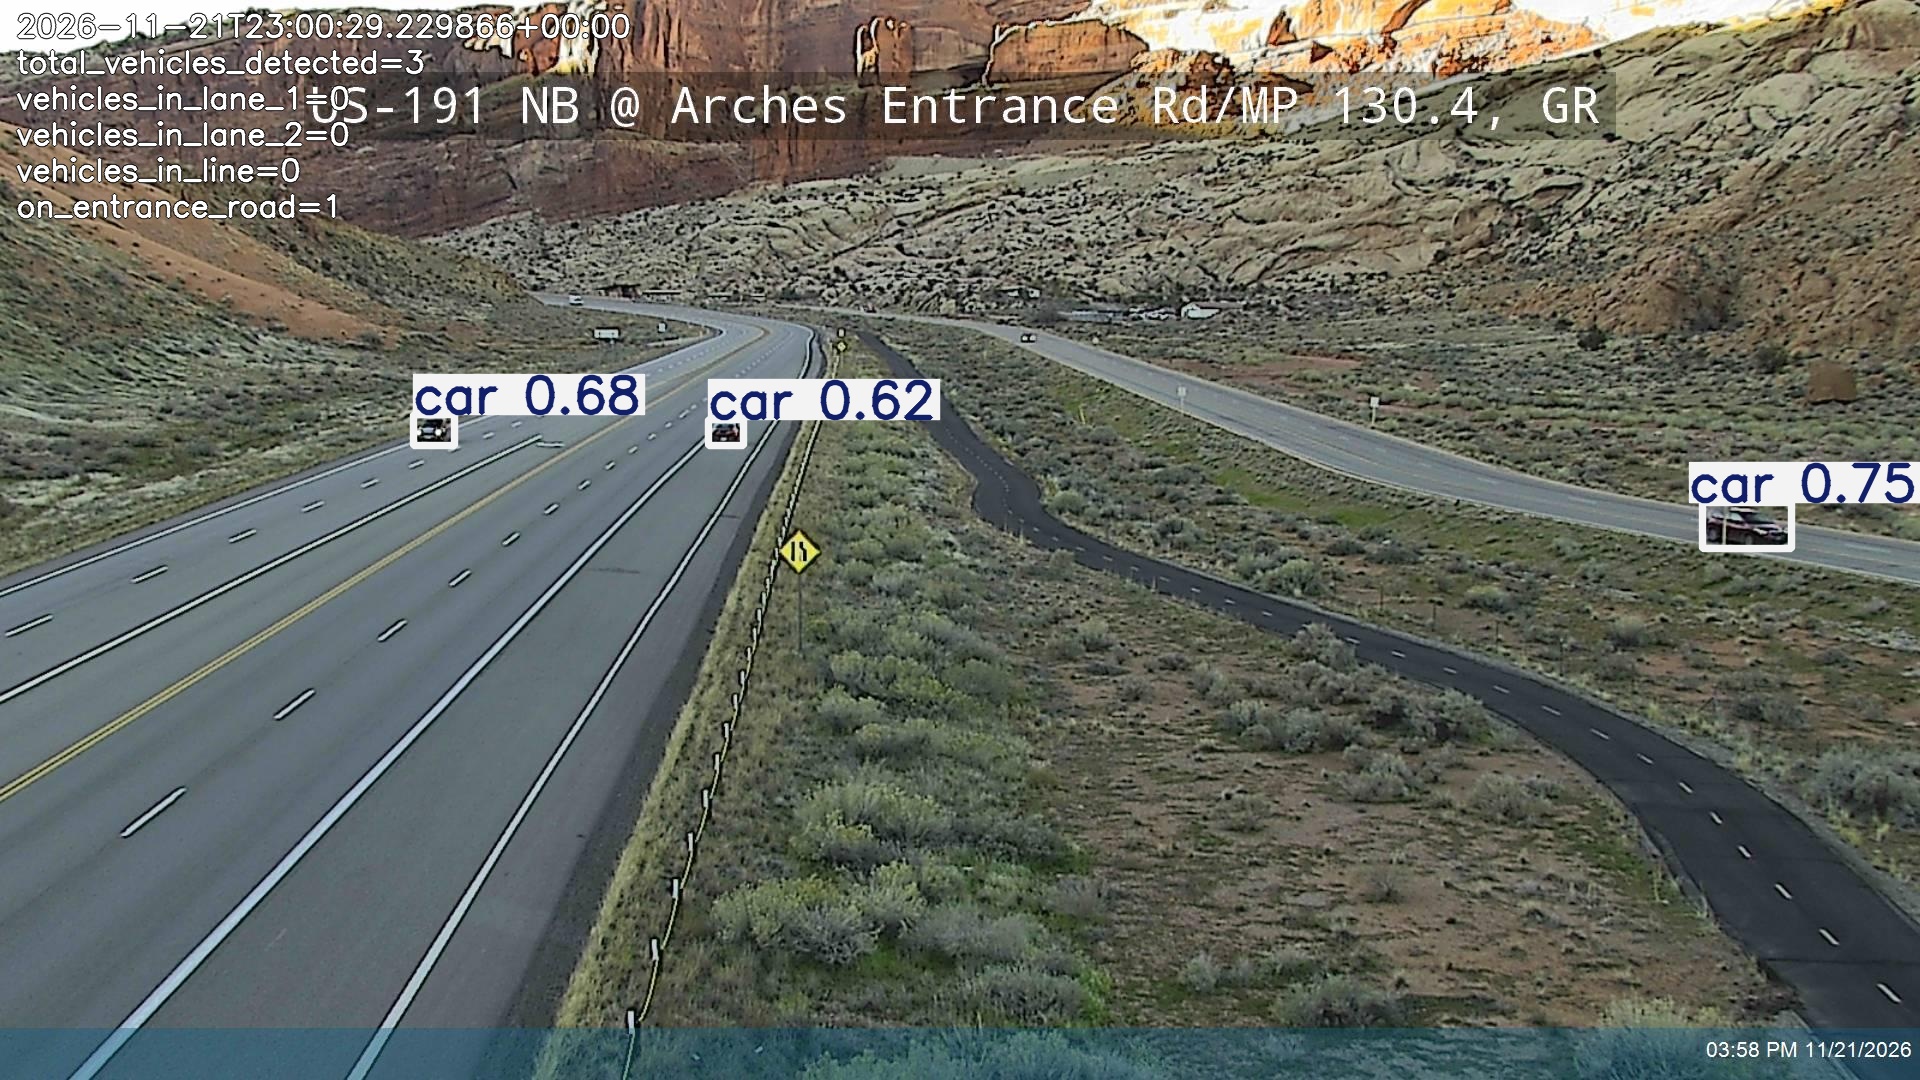 2026-11-21T23:00:29.229866+00:00
total_vehicles_detected=3
vehicles_in_lane_1=0
US-191 NB @ Arches Entrance Rd/MP 130.4, GR
vehicles_in_lane_2=0
vehicles_in_line=0
on_entrance_road=1
car 0.68
car 0.62
car 0.75
03:58 PM 11/21/2026